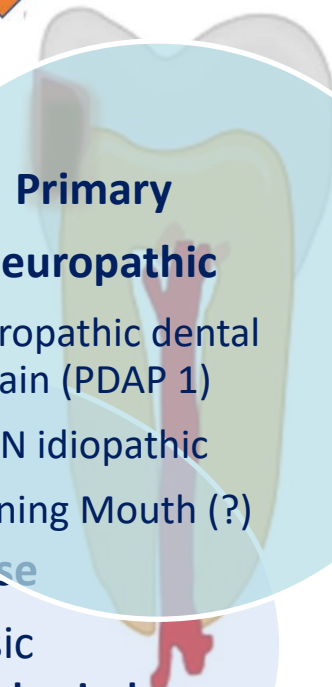 Primary
europathic
ropathic dental
ain (PDAP 1)
N idiopathic
ning Mouth (?)
se
sic